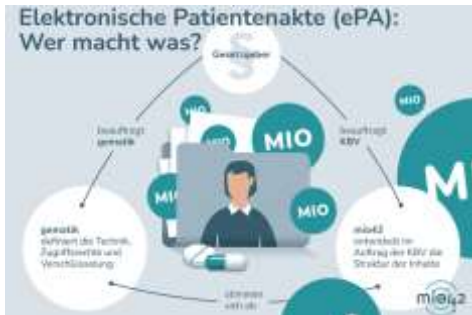 Elektronische Patientenakte (ePA):
Wer macht was?
Gesetzgeber
beauftragt
gematik
beauftragt
KBV
MIO
MIO
MIO
MIO
MIO
MIO
M
gematik
definiert die Technik,
Zugriffsrechte und
Verschlüsselung
mio42
entwickelt im
Auftrag der KBV die
Struktur der Inhalte
stimmen
sich ab
mio42